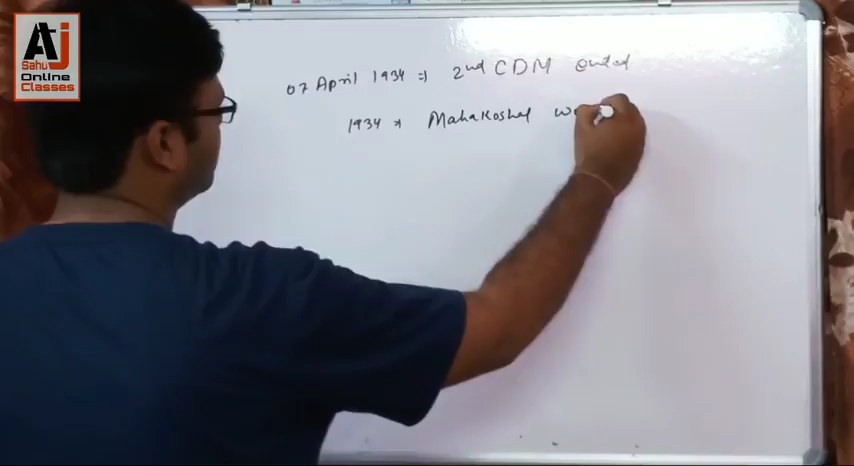 AJ
Sahu
Online
Classes
07 April 1934 => 2nd CDM ended
1934 * Mahakoshal